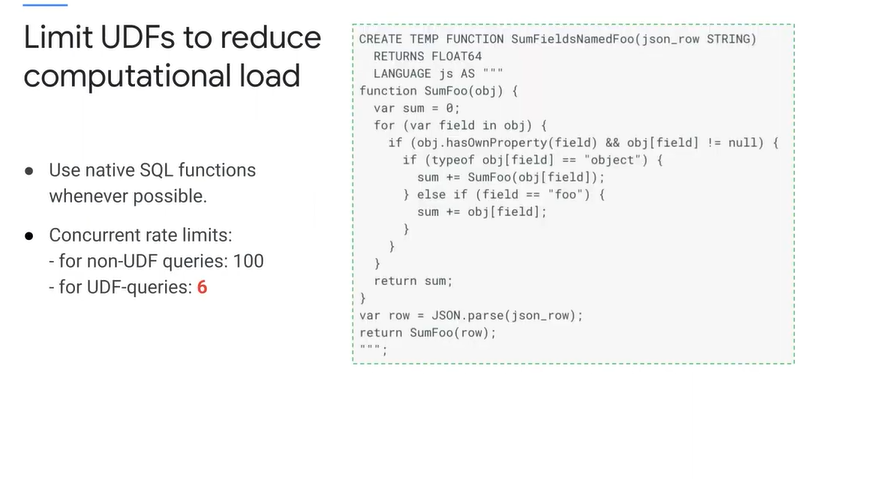 Limit UDFs to reduce
computational load
● Use native SQL functions
whenever possible.
● Concurrent rate limits:
- for non-UDF queries: 100
- for UDF-queries: 6
CREATE TEMP FUNCTION SumFieldsNamedFoo(json_row STRING)
  RETURNS FLOAT64
  LANGUAGE js AS """
function SumFoo(obj) {
  var sum = 0;
  for (var field in obj) {
    if (obj.hasOwnProperty(field) && obj[field] != null) {
      if (typeof obj[field] == "object") {
        sum += SumFoo(obj[field]);
      } else if (field == "foo") {
        sum += obj[field];
      }
    }
  }
  return sum;
}
var row = JSON.parse(json_row);
return SumFoo(row);
""";